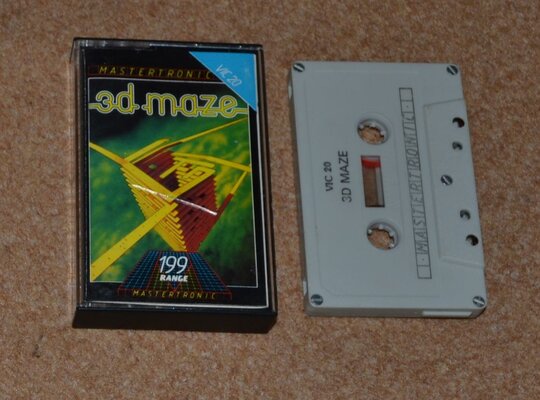 MASTERTRONIC
VIC 20
3d maze
199
RANGE
MASTERTRONIC
VIC 20
3D MAZE
MASTERTRONIC